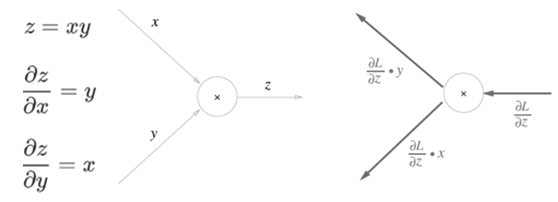 z = xy
∂z/∂x = y
∂z/∂y = x
x
y
×
z
∂L/∂z • y
∂L/∂z • x
×
∂L/∂z